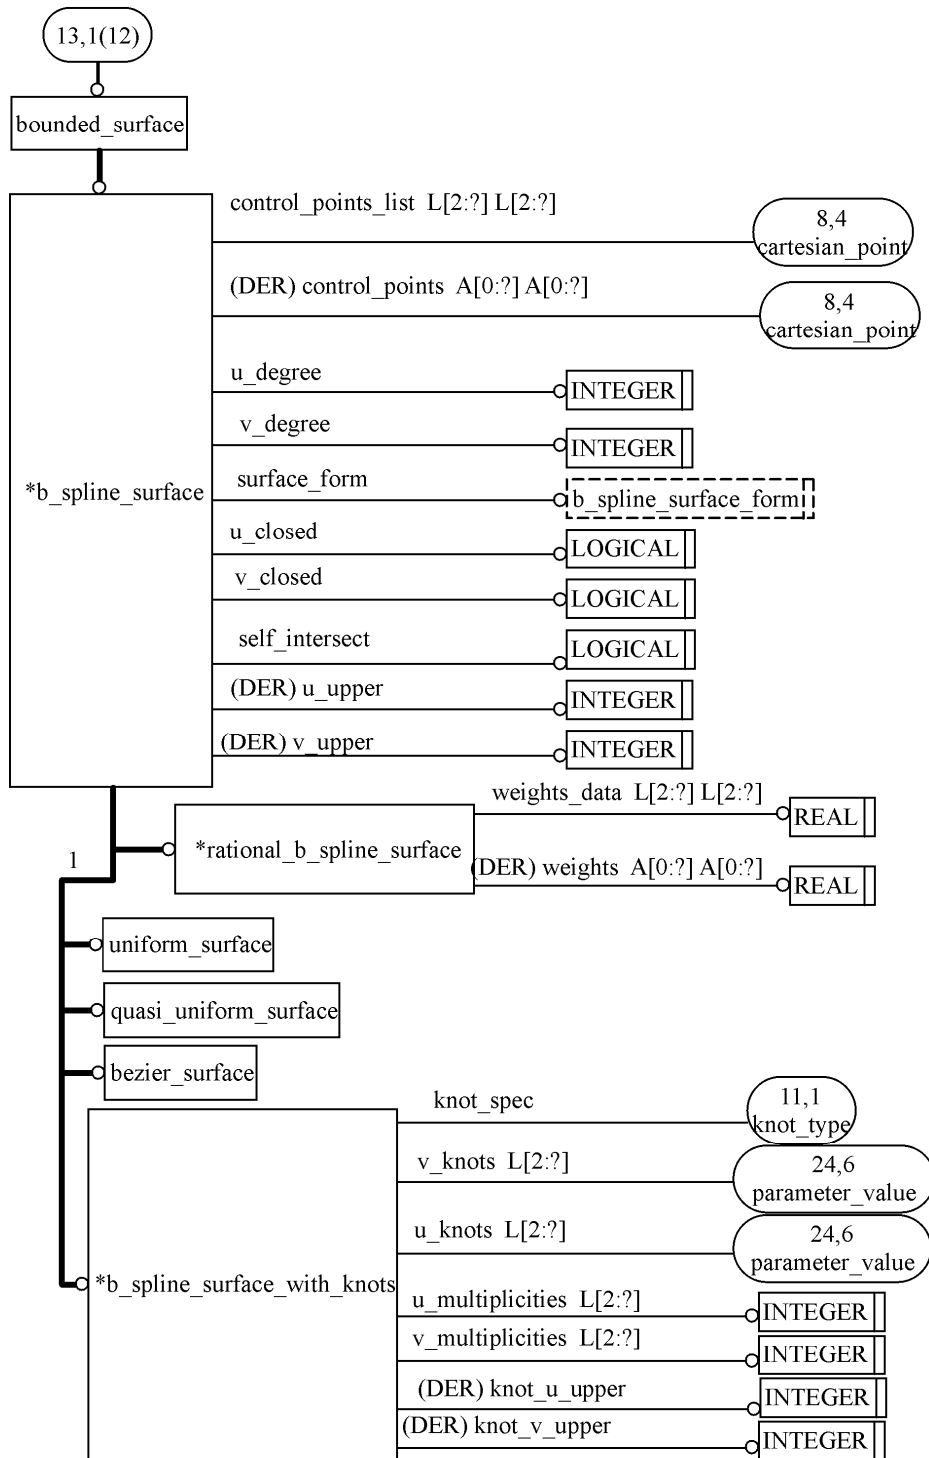 13,1(12)
bounded_surface
control_points_list L[2:?] L[2:?]
8,4
cartesian_point
(DER) control_points A[0:?] A[0:?]
8,4
cartesian_point
u_degree
INTEGER
v_degree
INTEGER
*b_spline_surface
surface_form
b_spline_surface_form
u_closed
LOGICAL
v_closed
LOGICAL
self_intersect
LOGICAL
(DER) u_upper
INTEGER
(DER) v_upper
INTEGER
weights_data L[2:?] L[2:?]
REAL
*rational_b_spline_surface
(DER) weights A[0:?] A[0:?]
REAL
1
uniform_surface
quasi_uniform_surface
bezier_surface
knot_spec
11,1
knot_type
v_knots L[2:?]
24,6
parameter_value
u_knots L[2:?]
24,6
parameter_value
*b_spline_surface_with_knots
u_multiplicities L[2:?]
INTEGER
v_multiplicities L[2:?]
INTEGER
(DER) knot_u_upper
INTEGER
(DER) knot_v_upper
INTEGER